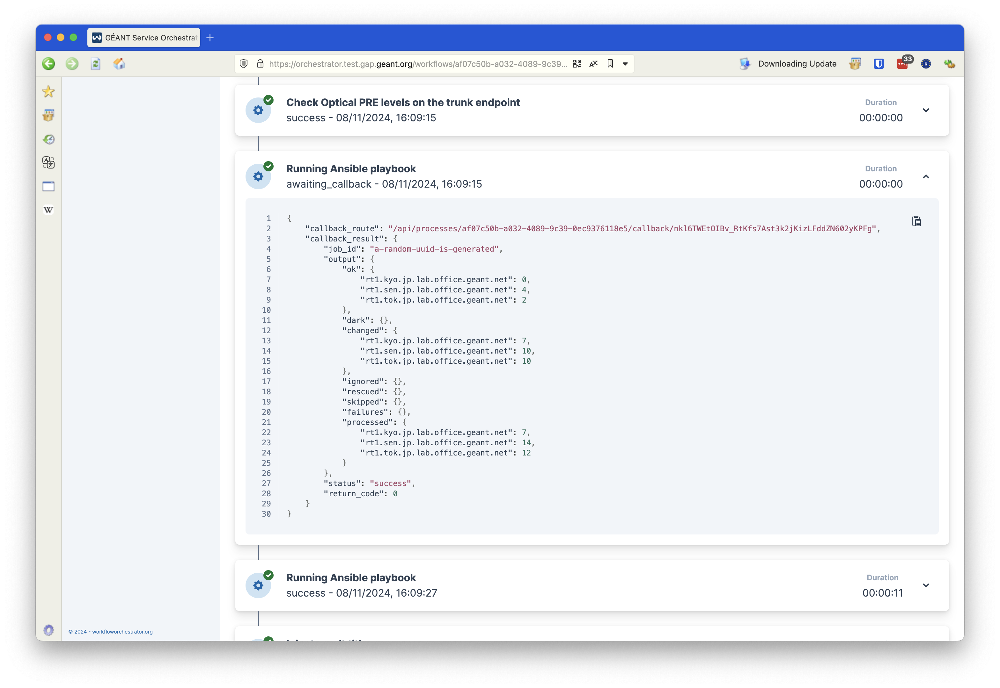 GÉANT Service Orchestrat
https://orchestrator.test.gap.geant.org/workflows/af07c50b-a032-4089-9c39...
Downloading Update
33
W
Check Optical PRE levels on the trunk endpoint
success - 08/11/2024, 16:09:15
Duration
00:00:00
Running Ansible playbook
awaiting_callback - 08/11/2024, 16:09:15
Duration
00:00:00
1 {
2 "callback_route": "/api/processes/af07c50b-a032-4089-9c39-0ec9376118e5/callback/nkl6TWEtOIBv_RtKfs7Ast3k2jKizLFddZN602yKPFg",
3 "callback_result": {
4 "job_id": "a-random-uuid-is-generated",
5 "output": {
6 "ok": {
7 "rt1.kyo.jp.lab.office.geant.net": 0,
8 "rt1.sen.jp.lab.office.geant.net": 4,
9 "rt1.tok.jp.lab.office.geant.net": 2
10 },
11 "dark": {},
12 "changed": {
13 "rt1.kyo.jp.lab.office.geant.net": 7,
14 "rt1.sen.jp.lab.office.geant.net": 10,
15 "rt1.tok.jp.lab.office.geant.net": 10
16 },
17 "ignored": {},
18 "rescued": {},
19 "skipped": {},
20 "failures": {},
21 "processed": {
22 "rt1.kyo.jp.lab.office.geant.net": 7,
23 "rt1.sen.jp.lab.office.geant.net": 14,
24 "rt1.tok.jp.lab.office.geant.net": 12
25 }
26 },
27 "status": "success",
28 "return_code": 0
29 }
30 }
Running Ansible playbook
success - 08/11/2024, 16:09:27
Duration
00:00:11
© 2024 - workfloworchestrator.org